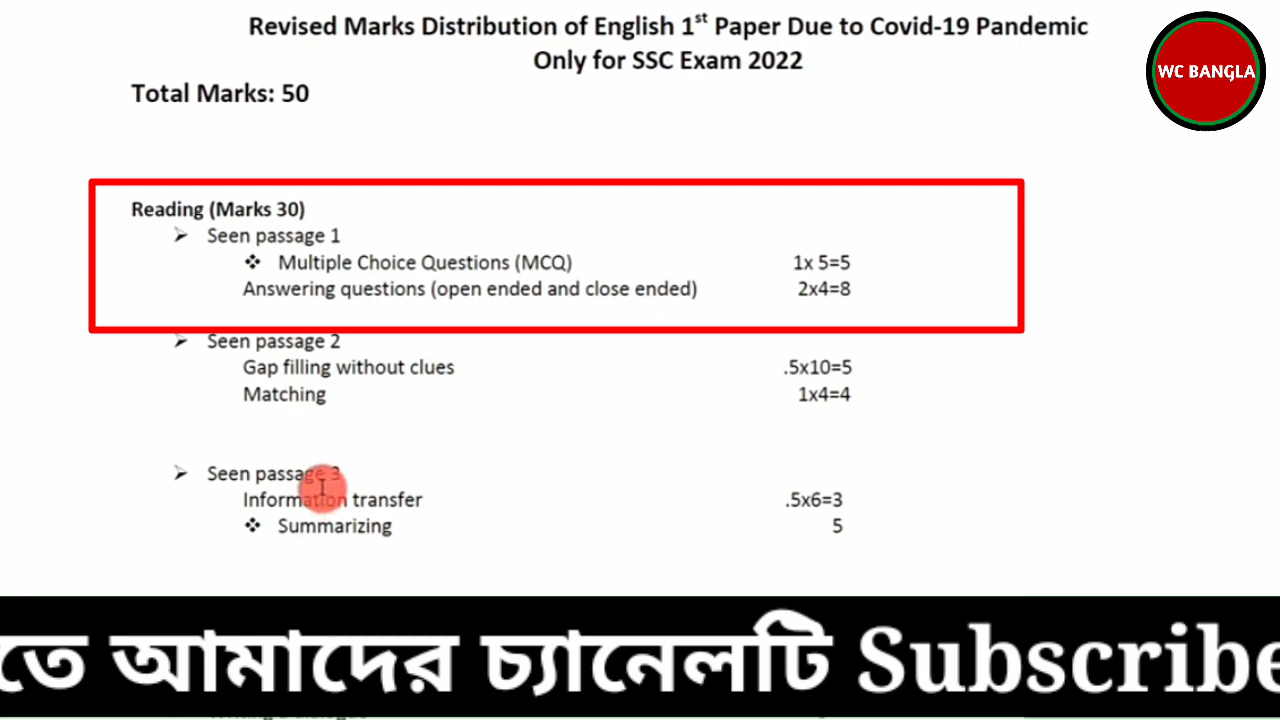 Revised Marks Distribution of English 1st Paper Due to Covid-19 Pandemic
Only for SSC Exam 2022
WC BANGLA
Total Marks: 50
Reading (Marks 30)
➢ Seen passage 1
❖ Multiple Choice Questions (MCQ) 1x 5=5
Answering questions (open ended and close ended) 2x4=8
➢ Seen passage 2
Gap filling without clues .5x10=5
Matching 1x4=4
➢ Seen passage 3
Information transfer .5x6=3
❖ Summarizing 5
তে আমাদের চ্যানেলটি Subscribe